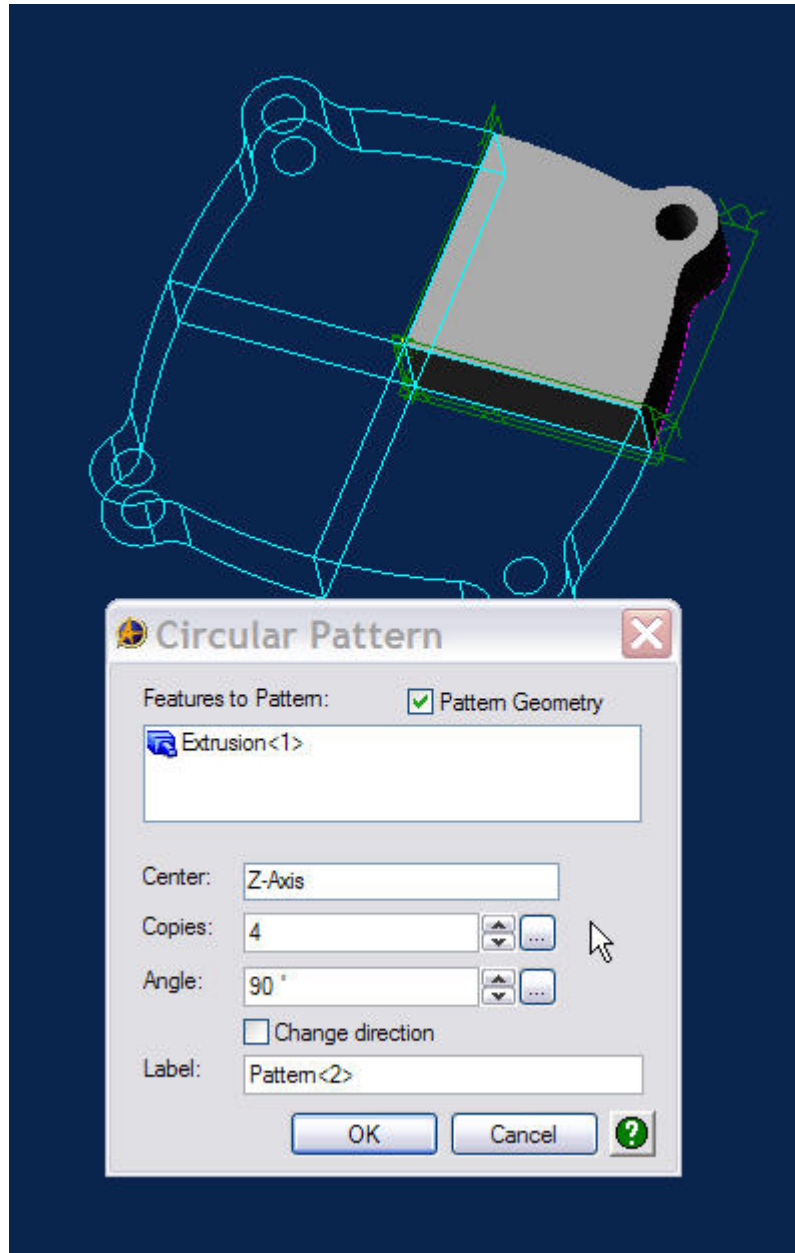 Circular Pattern
Features to Pattern: Pattern Geometry
Extrusion<1>
Center: Z-Axis
Copies: 4 ...
Angle: 90 ° ...
Change direction
Label: Pattern<2>
OK Cancel ?